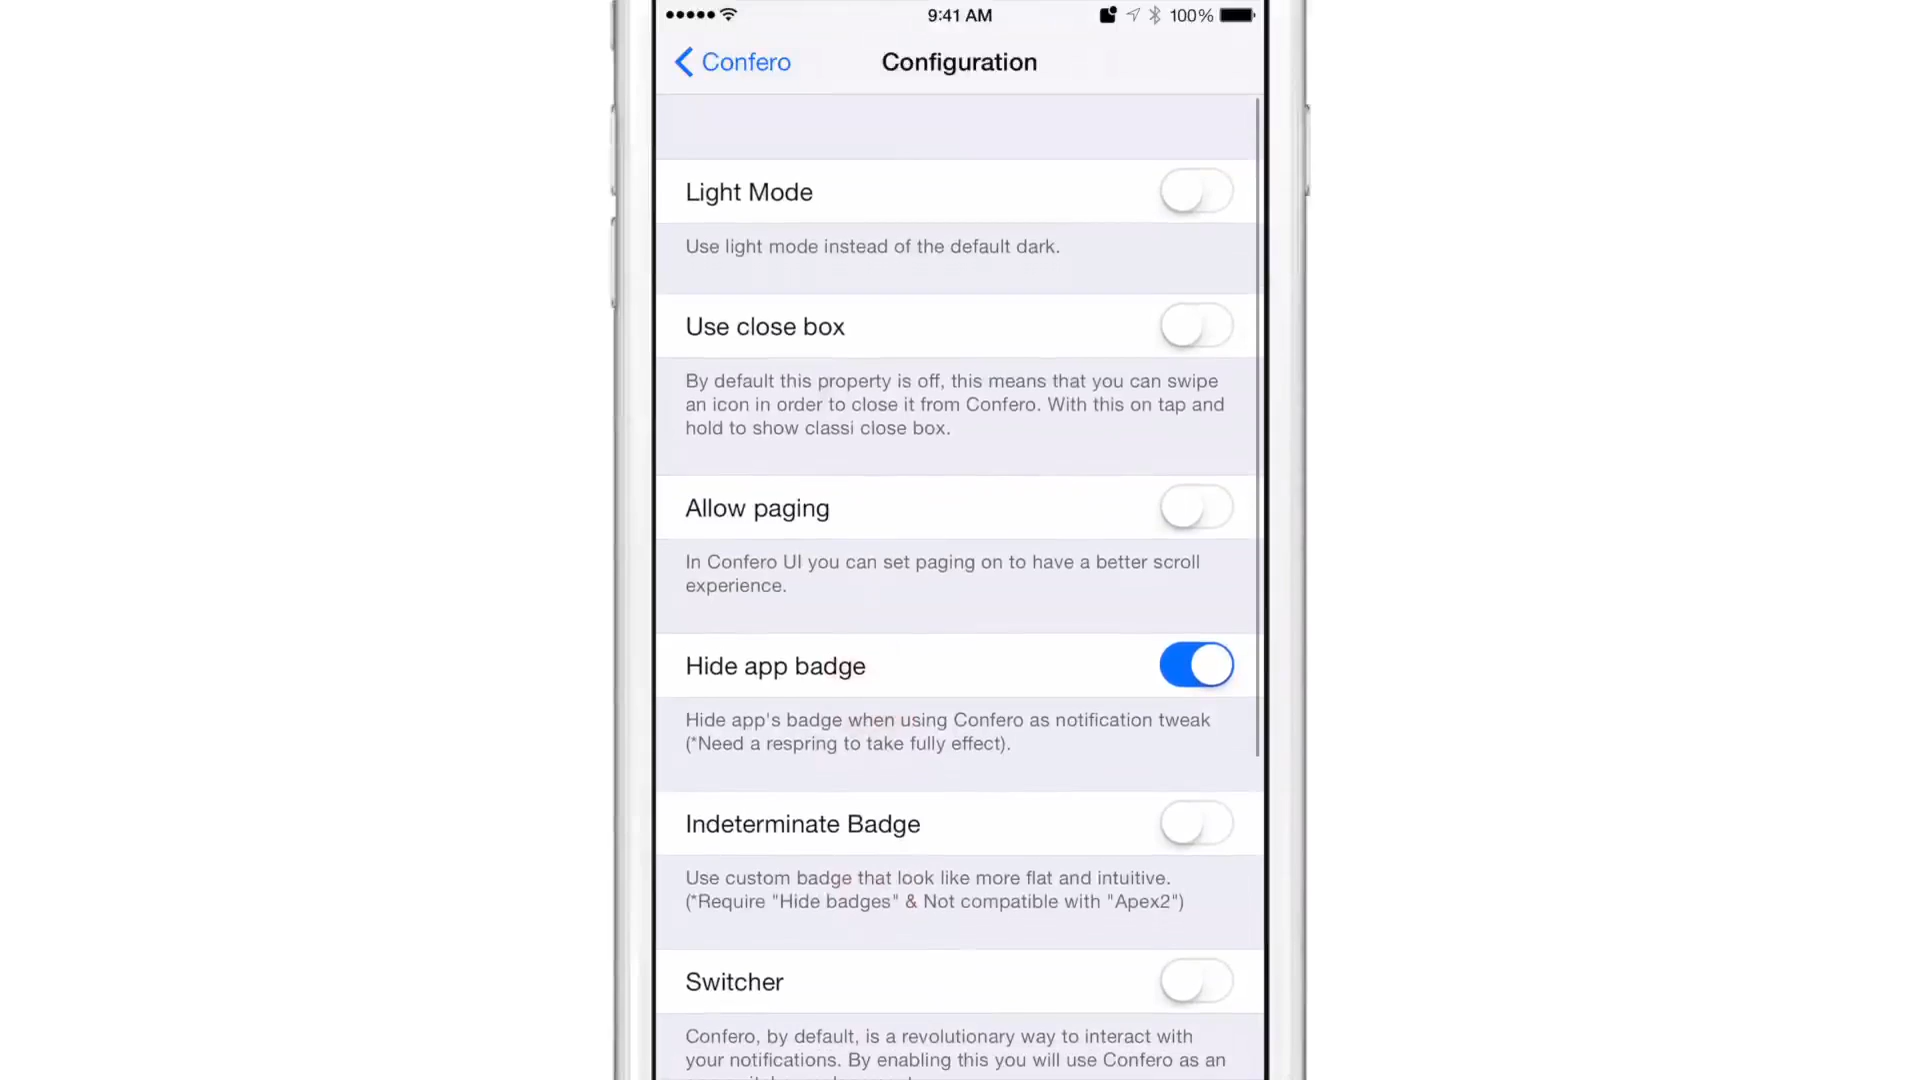 9:41 AM 100%
Confero Configuration
Light Mode
Use light mode instead of the default dark.
Use close box
By default this property is off, this means that you can swipe
an icon in order to close it from Confero. With this on tap and
hold to show classi close box.
Allow paging
In Confero UI you can set paging on to have a better scroll
experience.
Hide app badge
Hide app's badge when using Confero as notification tweak
(*Need a respring to take fully effect).
Indeterminate Badge
Use custom badge that look like more flat and intuitive.
(*Require "Hide badges" & Not compatible with "Apex2")
Switcher
Confero, by default, is a revolutionary way to interact with
your notifications. By enabling this you will use Confero as an